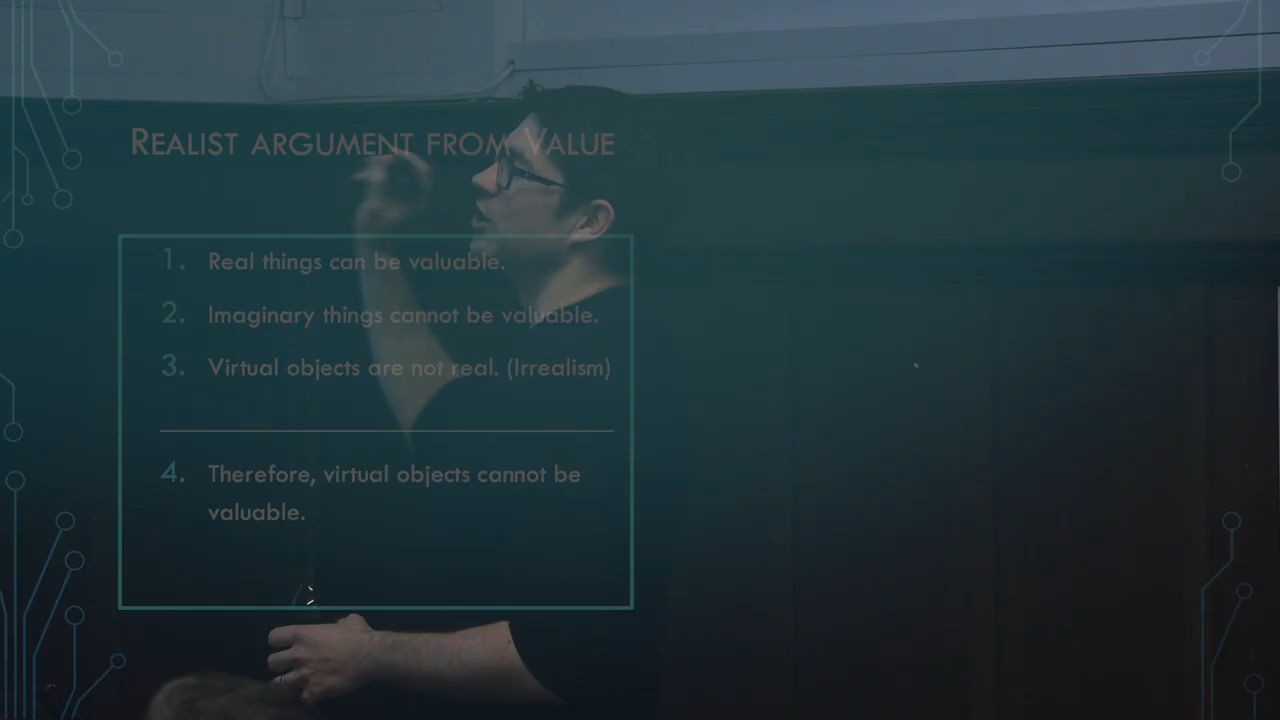 REALIST ARGUMENT FROM VALUE
1. Real things can be valuable.
2. Imaginary things cannot be valuable.
3. Virtual objects are not real. (Irrealism)
4. Therefore, virtual objects cannot be
valuable.